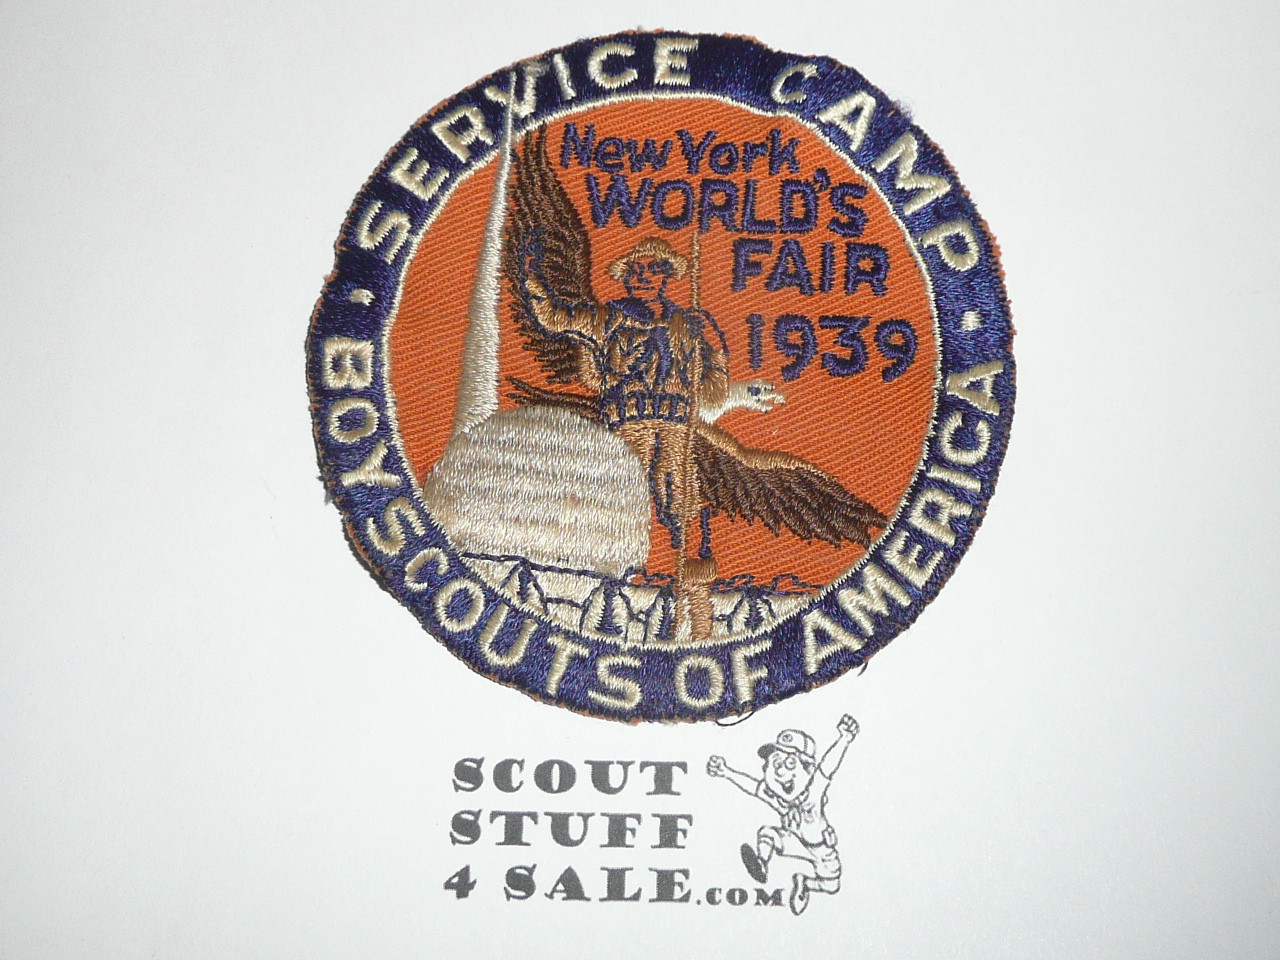 SERVICE CAMP
New York
WORLD'S
FAIR
1939
· BOY SCOUTS OF AMERICA ·
SCOUT
STUFF
4 SALE.COM